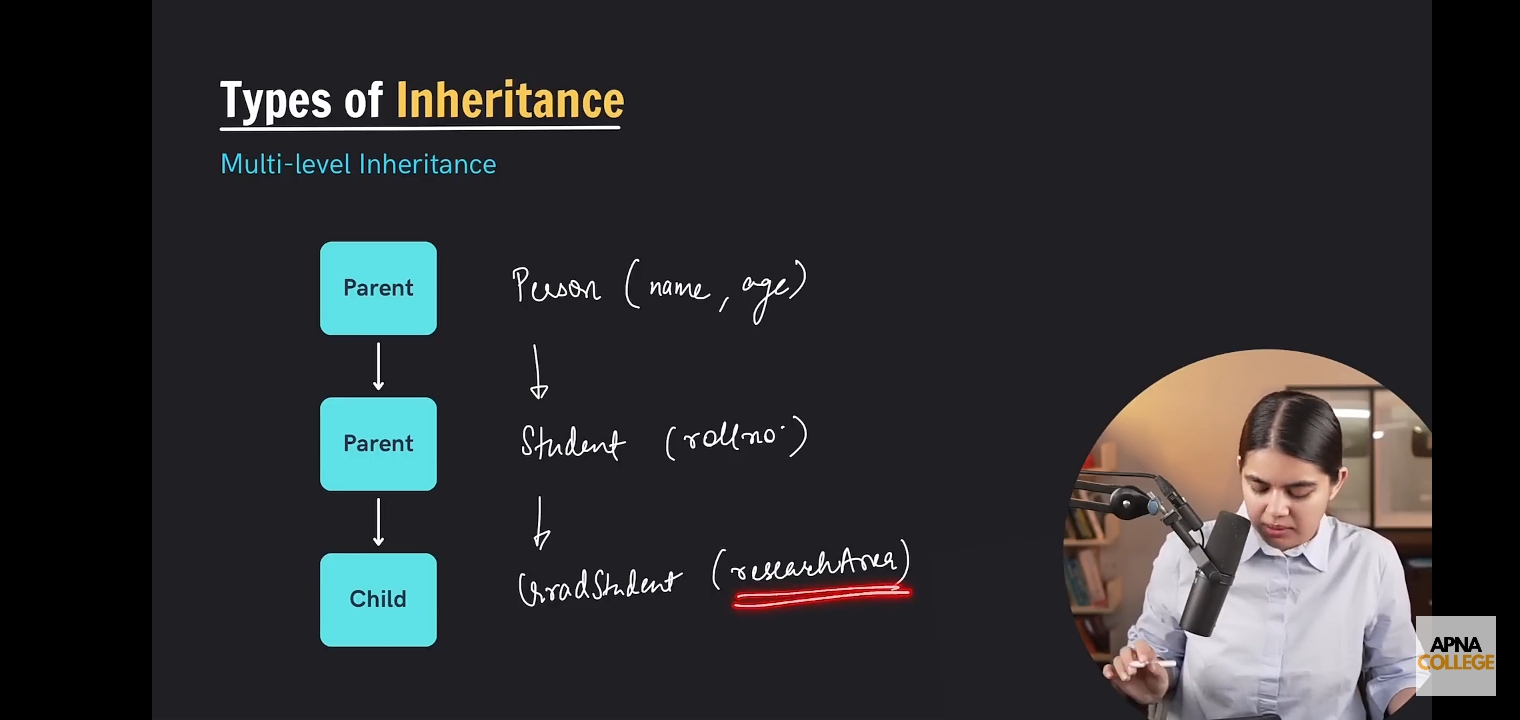 Types of Inheritance
Multi-level Inheritance
Parent
Person (name, age)
Parent
Student (rollno.)
Child
GradStudent (researchArea)
APNA
COLLEGE